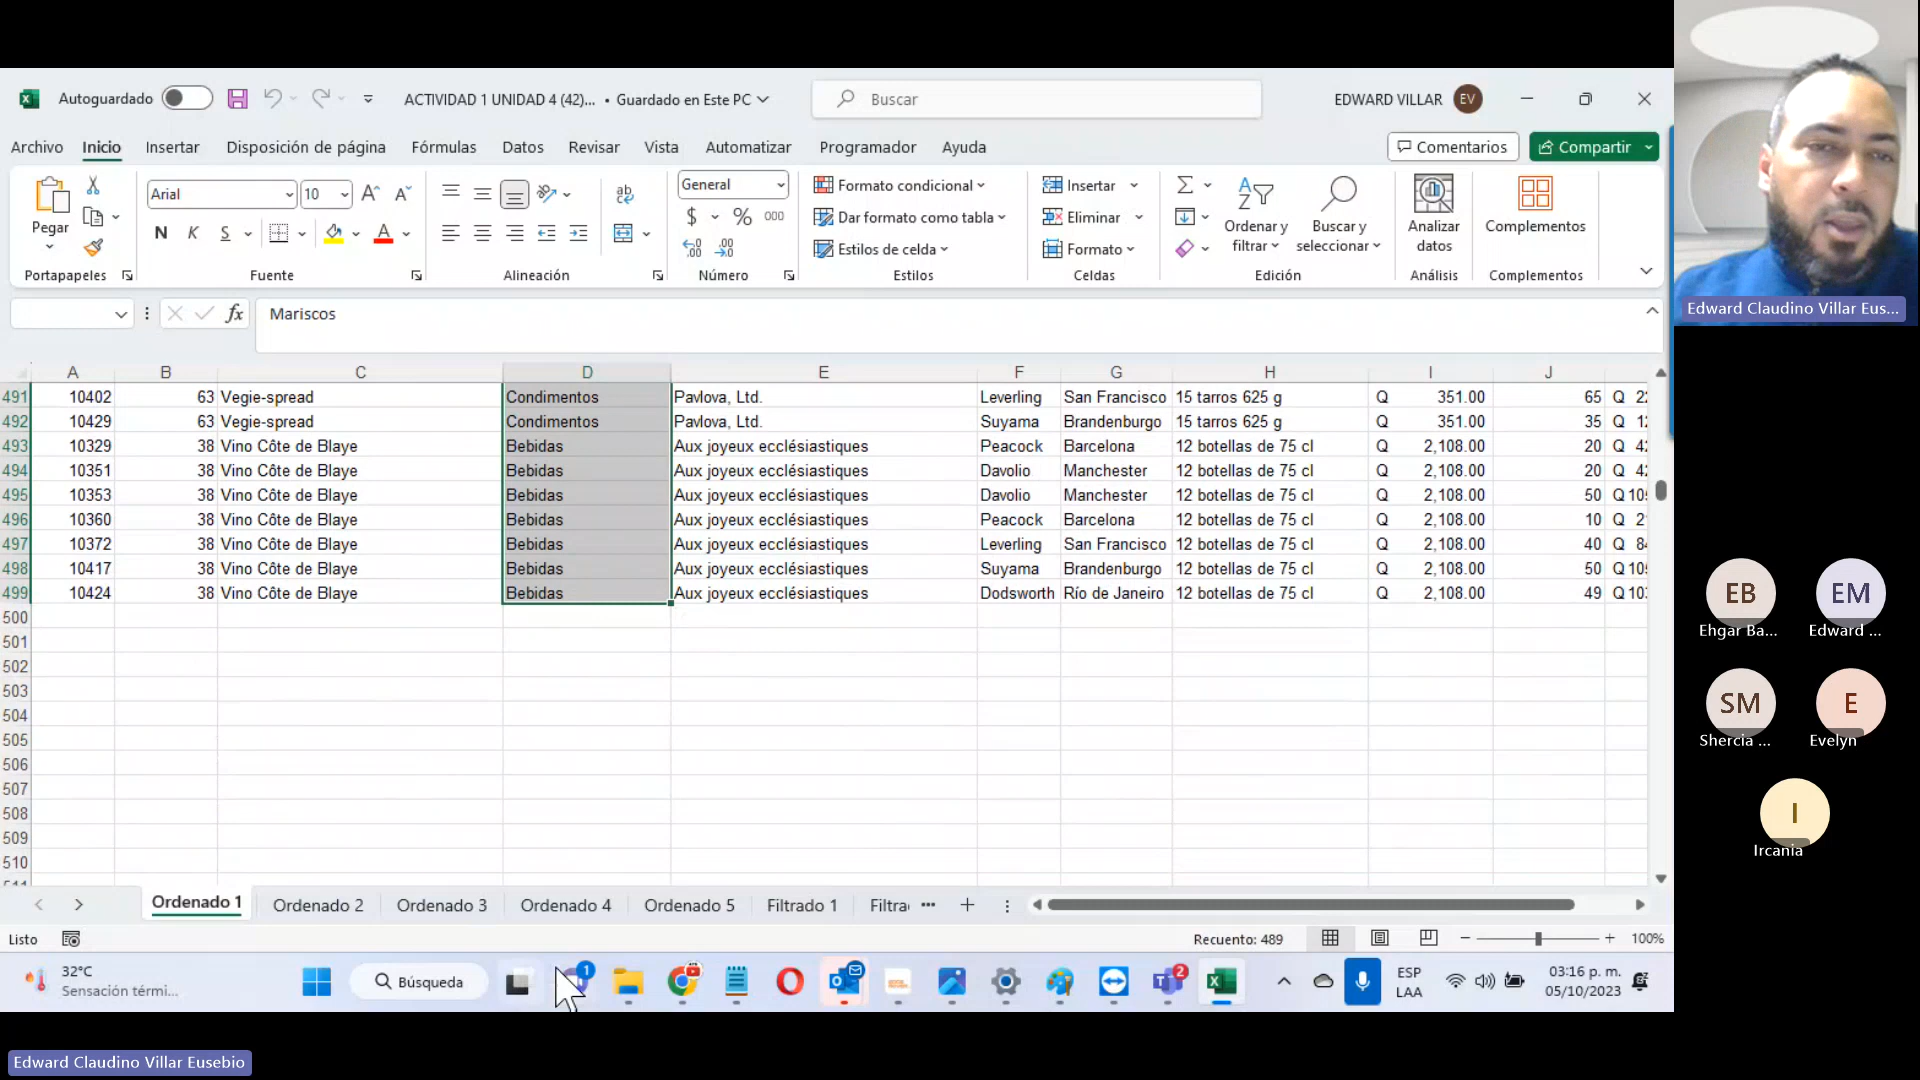 Autoguardado
ACTIVIDAD 1 UNIDAD 4 (42)... • Guardado en Este PC
Buscar
EDWARD VILLAR EV
Archivo Inicio Insertar Disposición de página Fórmulas Datos Revisar Vista Automatizar Programador Ayuda Comentarios Compartir
Pegar
Portapapeles
Arial 10
N K S
Fuente
Alineación
General
$ % 000
Número
Formato condicional
Dar formato como tabla
Estilos de celda
Estilos
Insertar
Eliminar
Formato
Celdas
Ordenar y filtrar
Buscar y seleccionar
Edición
Analizar datos
Análisis
Complementos
Complementos
fx Mariscos
A B C D E F G H I J
491 10402 63 Vegie-spread Condimentos Pavlova, Ltd. Leverling San Francisco 15 tarros 625 g Q 351.00 65 Q
492 10429 63 Vegie-spread Condimentos Pavlova, Ltd. Suyama Brandenburgo 15 tarros 625 g Q 351.00 35 Q
493 10329 38 Vino Côte de Blaye Bebidas Aux joyeux ecclésiastiques Peacock Barcelona 12 botellas de 75 cl Q 2,108.00 20 Q
494 10351 38 Vino Côte de Blaye Bebidas Aux joyeux ecclésiastiques Davolio Manchester 12 botellas de 75 cl Q 2,108.00 20 Q
495 10353 38 Vino Côte de Blaye Bebidas Aux joyeux ecclésiastiques Davolio Manchester 12 botellas de 75 cl Q 2,108.00 50 Q
496 10360 38 Vino Côte de Blaye Bebidas Aux joyeux ecclésiastiques Peacock Barcelona 12 botellas de 75 cl Q 2,108.00 10 Q
497 10372 38 Vino Côte de Blaye Bebidas Aux joyeux ecclésiastiques Leverling San Francisco 12 botellas de 75 cl Q 2,108.00 40 Q
498 10417 38 Vino Côte de Blaye Bebidas Aux joyeux ecclésiastiques Suyama Brandenburgo 12 botellas de 75 cl Q 2,108.00 50 Q
499 10424 38 Vino Côte de Blaye Bebidas Aux joyeux ecclésiastiques Dodsworth Río de Janeiro 12 botellas de 75 cl Q 2,108.00 49 Q
500
501
502
503
504
505
506
507
508
509
510
Ordenado 1 Ordenado 2 Ordenado 3 Ordenado 4 Ordenado 5 Filtrado 1 Filtra
Listo Recuento: 489 100%
32°C
Sensación térmi...
Búsqueda
1
2
ESP
LAA
03:16 p. m.
05/10/2023
Edward Claudino Villar Eus...
EB
Ehgar Ba...
EM
Edward ...
SM
Shercia ...
E
Evelyn
I
Ircania
Edward Claudino Villar Eusebio